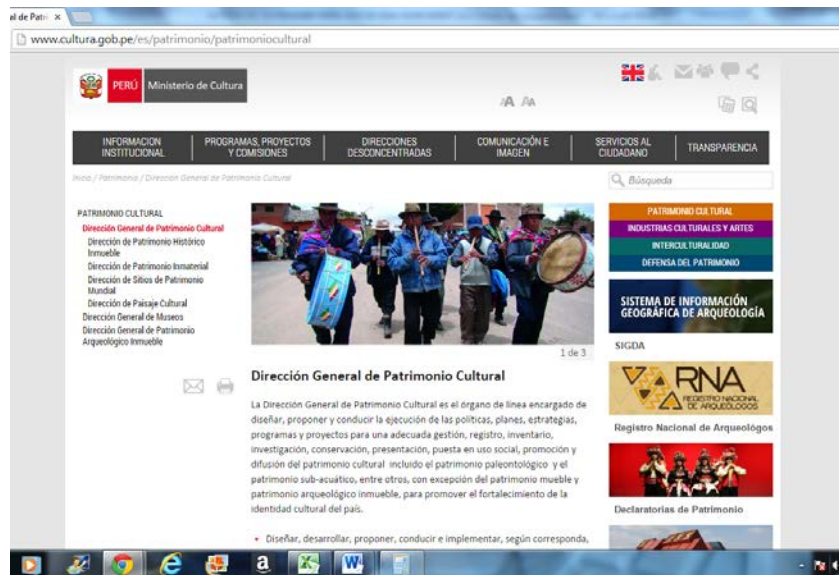 al de Patri ×
www.cultura.gob.pe/es/patrimonio/patrimoniocultural
PERÚ Ministerio de Cultura
AA AA
INFORMACION INSTITUCIONAL
PROGRAMAS, PROYECTOS Y COMISIONES
DIRECCIONES DESCONCENTRADAS
COMUNICACIÓN E IMAGEN
SERVICIOS AL CIUDADANO
TRANSPARENCIA
Inicio / Patrimonio / Dirección General de Patrimonio Cultural
Búsqueda
PATRIMONIO CULTURAL
Dirección General de Patrimonio Cultural
Dirección de Patrimonio Histórico
Inmueble
Dirección de Patrimonio Inmaterial
Dirección de Sitios de Patrimonio
Mundial
Dirección de Paisaje Cultural
Dirección General de Museos
Dirección General de Patrimonio
Arqueológico Inmueble
1 de 3
Dirección General de Patrimonio Cultural
La Dirección General de Patrimonio Cultural es el órgano de línea encargado de
diseñar, proponer y conducir la ejecución de las políticas, planes, estrategias,
programas y proyectos para una adecuada gestión, registro, inventario,
investigación, conservación, presentación, puesta en uso social, promoción y
difusión del patrimonio cultural incluido el patrimonio paleontológico y el
patrimonio sub-acuático, entre otros, con excepción del patrimonio mueble y
patrimonio arqueológico inmueble, para promover el fortalecimiento de la
identidad cultural del país.
• Diseñar, desarrollar, proponer, conducir e implementar, según corresponda,
PATRIMONIO CULTURAL
INDUSTRIAS CULTURALES Y ARTES
INTERCULTURALIDAD
DEFENSA DEL PATRIMONIO
SISTEMA DE INFORMACIÓN
GEOGRÁFICA DE ARQUEOLOGÍA
SIGDA
RNA
REGISTRO NACIONAL
DE ARQUEÓLOGOS
Registro Nacional de Arqueológos
Declaratorias de Patrimonio